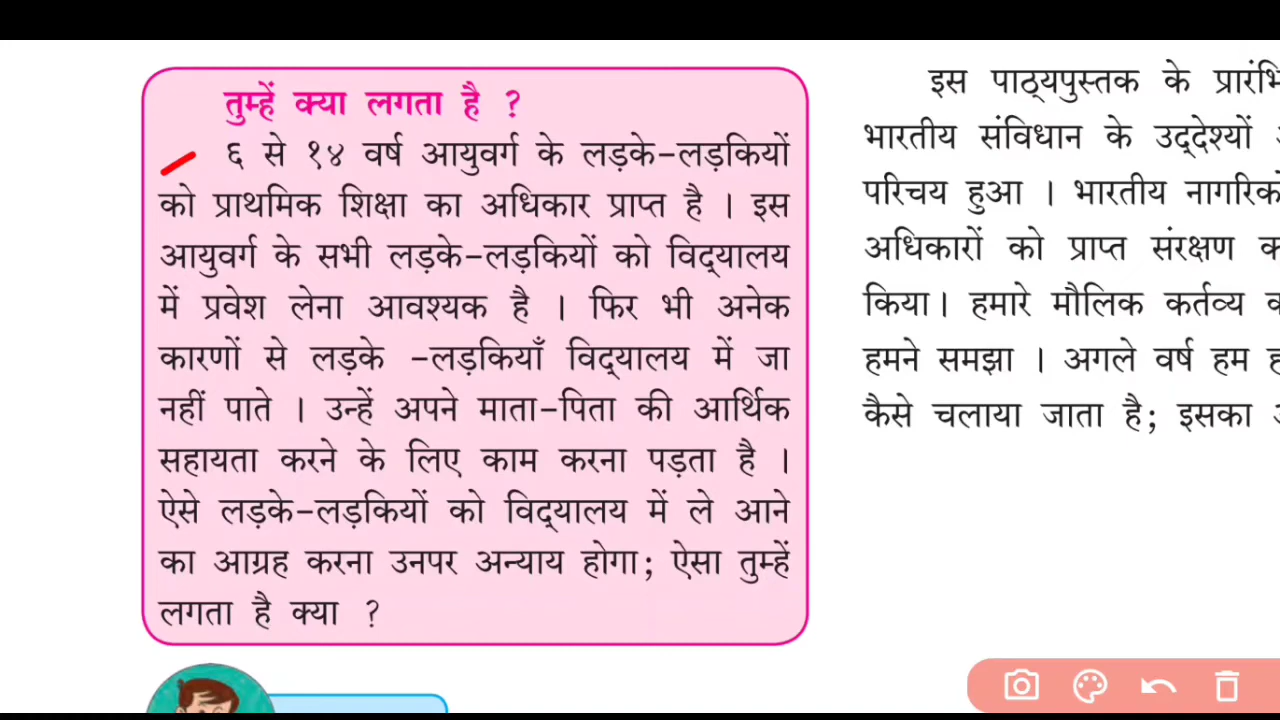 तुम्हें क्या लगता है ?
६ से १४ वर्ष आयुवर्ग के लड़के-लड़कियों
को प्राथमिक शिक्षा का अधिकार प्राप्त है । इस
आयुवर्ग के सभी लड़के-लड़कियों को विद्‌यालय
में प्रवेश लेना आवश्यक है । फिर भी अनेक
कारणों से लड़के -लड़कियाँ विद्‌यालय में जा
नहीं पाते । उन्हें अपने माता-पिता की आर्थिक
सहायता करने के लिए काम करना पड़ता है ।
ऐसे लड़के-लड़कियों को विद्‌यालय में ले आने
का आग्रह करना उनपर अन्याय होगा; ऐसा तुम्हें
लगता है क्या ?
इस पाठ्‌यपुस्तक के
भारतीय संविधान के उद्‌देश्यों
परिचय हुआ । भारतीय
अधिकारों को प्राप्त संरक्षण
किया। हमारे मौलिक कर्तव्य
हमने समझा । अगले वर्ष हम
कैसे चलाया जाता है; इसका